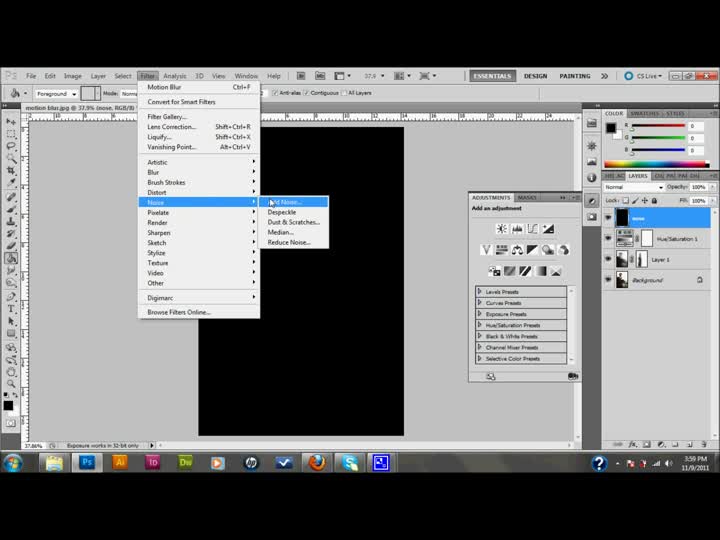 Ps File Edit Image Layer Select Filter Analysis 3D View Window Help 37.9 ESSENTIALS DESIGN PAINTING CS Live
Foreground Mode: Anti-alias Contiguous All Layers
motion blur.jpg @ 37.9% (noise, RGB/8)
Motion Blur Ctrl+F
Convert for Smart Filters
Filter Gallery...
Lens Correction... Shift+Ctrl+R
Liquify... Shift+Ctrl+X
Vanishing Point... Alt+Ctrl+V
Artistic
Blur
Brush Strokes
Distort
Noise
Pixelate
Render
Sharpen
Sketch
Stylize
Texture
Video
Other
Digimarc
Browse Filters Online...
Noise...
Despeckle
Dust & Scratches...
Median...
Reduce Noise...
COLOR SWATCHES STYLES
R 0
G 0
B 0
LAYERS
Normal Opacity: 100%
Lock: Fill: 100%
noise
Hue/Saturation 1
Layer 1
Background
ADJUSTMENTS MASKS
Add an adjustment
Levels Presets
Curves Presets
Exposure Presets
Hue/Saturation Presets
Black & White Presets
Channel Mixer Presets
Selective Color Presets
37.86% Exposure works in 32-bit only
Ps Ai Id Dw hp
3:59 PM
11/9/2011